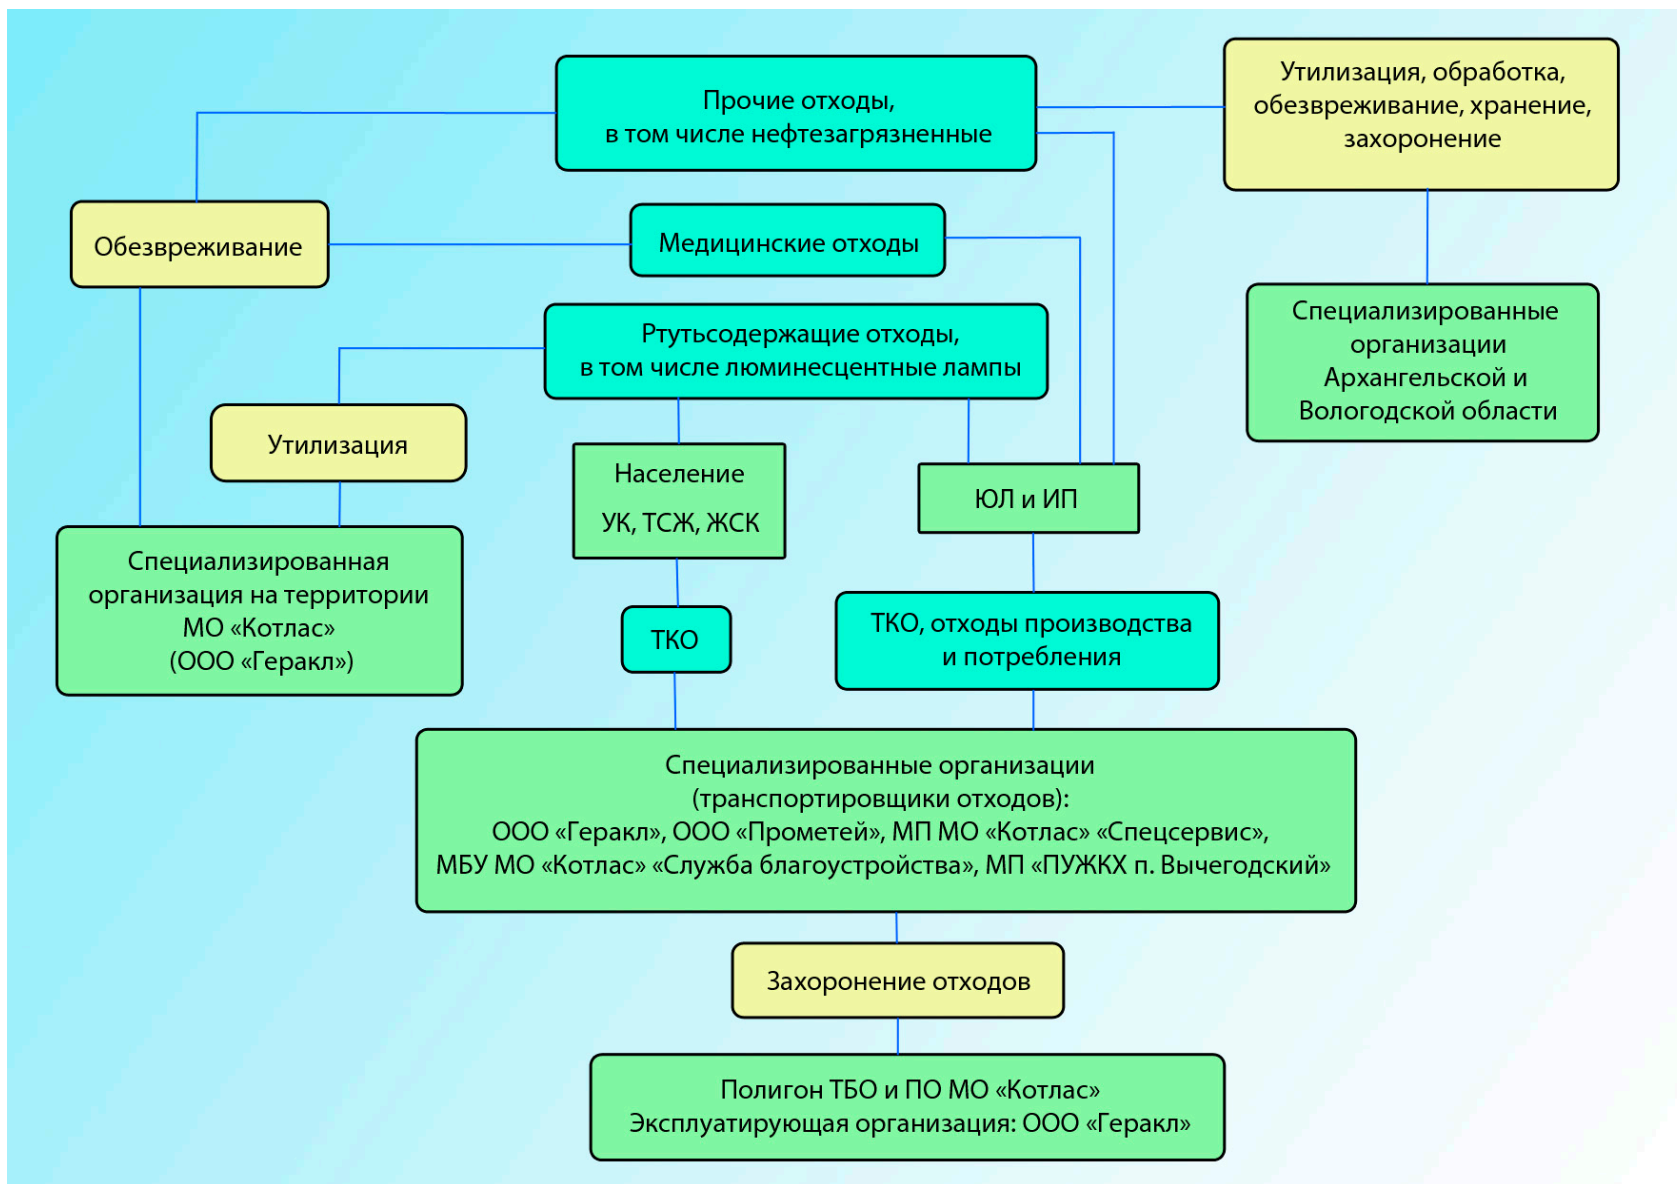 Прочие отходы,
в том числе нефтезагрязненные
Утилизация, обработка,
обезвреживание, хранение,
захоронение
Обезвреживание
Медицинские отходы
Специализированные
организации
Архангельской и
Вологодской области
Ртутьсодержащие отходы,
в том числе люминесцентные лампы
Утилизация
Население
УК, ТСЖ, ЖСК
ЮЛ и ИП
Специализированная
организация на территории
МО «Котлас»
(ООО «Геракл»)
ТКО
ТКО, отходы производства
и потребления
Специализированные организации
(транспортировщики отходов):
ООО «Геракл», ООО «Прометей», МП МО «Котлас» «Спецсервис»,
МБУ МО «Котлас» «Служба благоустройства», МП «ПУЖКХ п. Вычегодский»
Захоронение отходов
Полигон ТБО и ПО МО «Котлас»
Эксплуатирующая организация: ООО «Геракл»